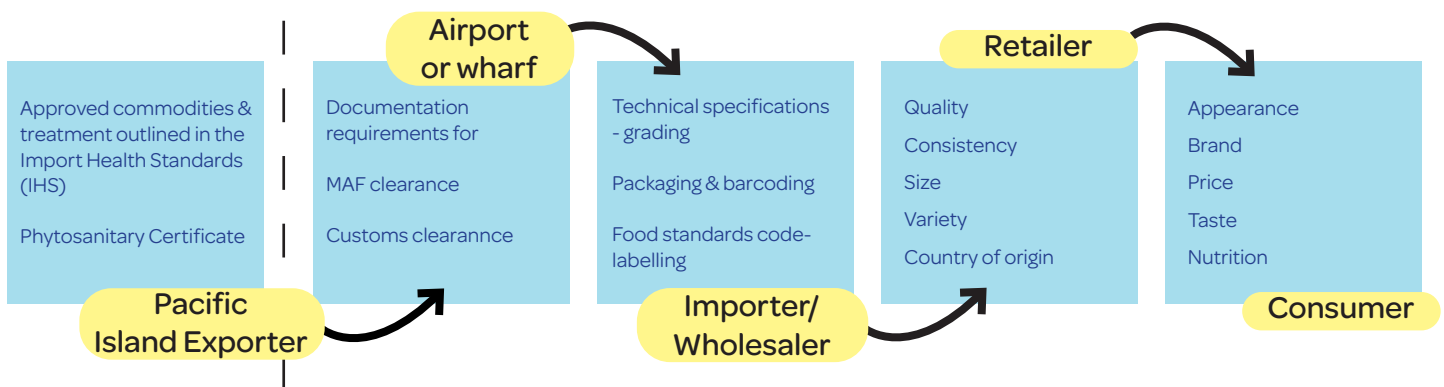 Approved commodities &
treatment outlined in the
Import Health Standards
(IHS)
Phytosanitary Certificate
Pacific
Island Exporter
Airport
or wharf
Documentation
requirements for
MAF clearance
Customs clearannce
Technical specifications
- grading
Packaging & barcoding
Food standards code-
labelling
Importer/
Wholesaler
Retailer
Quality
Consistency
Size
Variety
Country of origin
Appearance
Brand
Price
Taste
Nutrition
Consumer